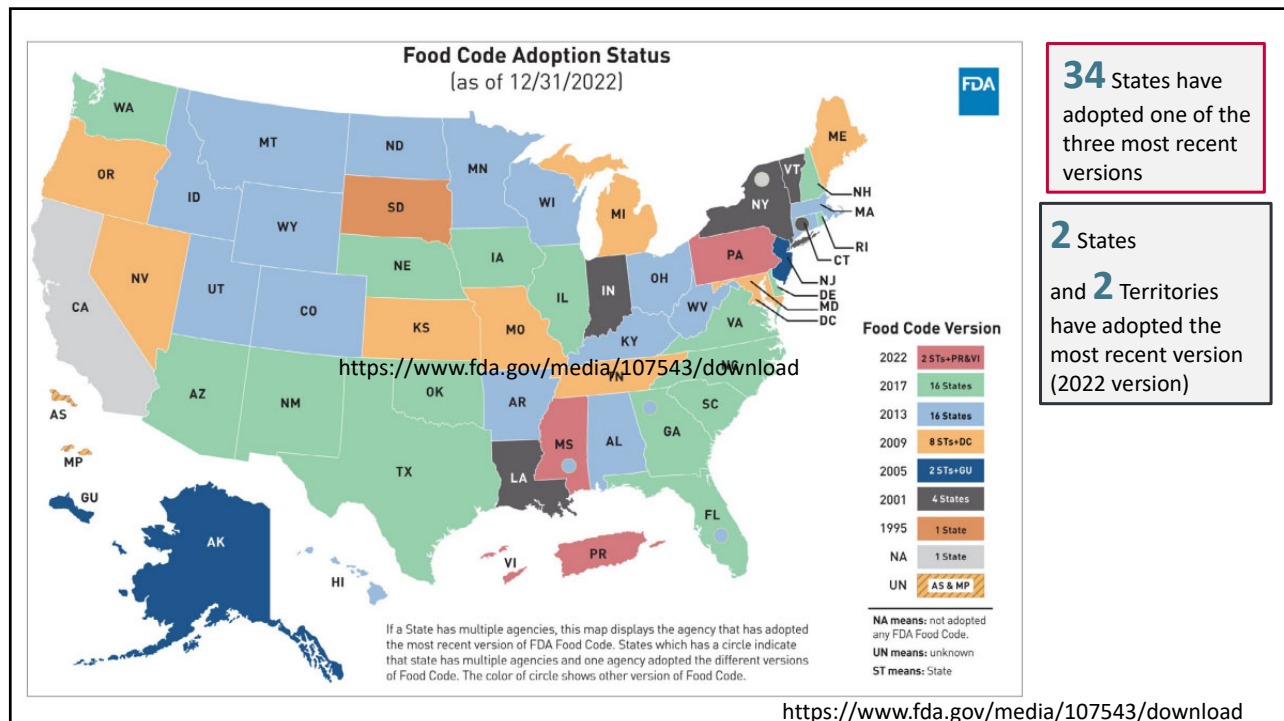 Food Code Adoption Status
(as of 12/31/2022)
FDA
34 States have
adopted one of the
three most recent
versions
2 States
and 2 Territories
have adopted the
most recent version
(2022 version)
WA
OR
CA
NV
ID
MT
WY
UT
CO
AZ
NM
ND
SD
NE
KS
OK
TX
MN
IA
MO
AR
LA
WI
IL
MI
IN
OH
KY
TN
MS
AL
GA
FL
SC
NC
VA
WV
PA
NY
VT
ME
NH
MA
RI
CT
NJ
DE
MD
DC
https://www.fda.gov/media/107543/download
AS
MP
GU
AK
HI
VI
PR
Food Code Version
2022 2 STs+PR&VI
2017 16 States
2013 16 States
2009 8 STs+DC
2005 2 STs+GU
2001 4 States
1995 1 State
NA 1 State
UN AS & MP
NA means: not adopted
any FDA Food Code.
UN means: unknown
ST means: State
If a State has multiple agencies, this map displays the agency that has adopted
the most recent version of FDA Food Code. States which has a circle indicate
that state has multiple agencies and one agency adopted the different versions
of Food Code. The color of circle shows other version of Food Code.
https://www.fda.gov/media/107543/download